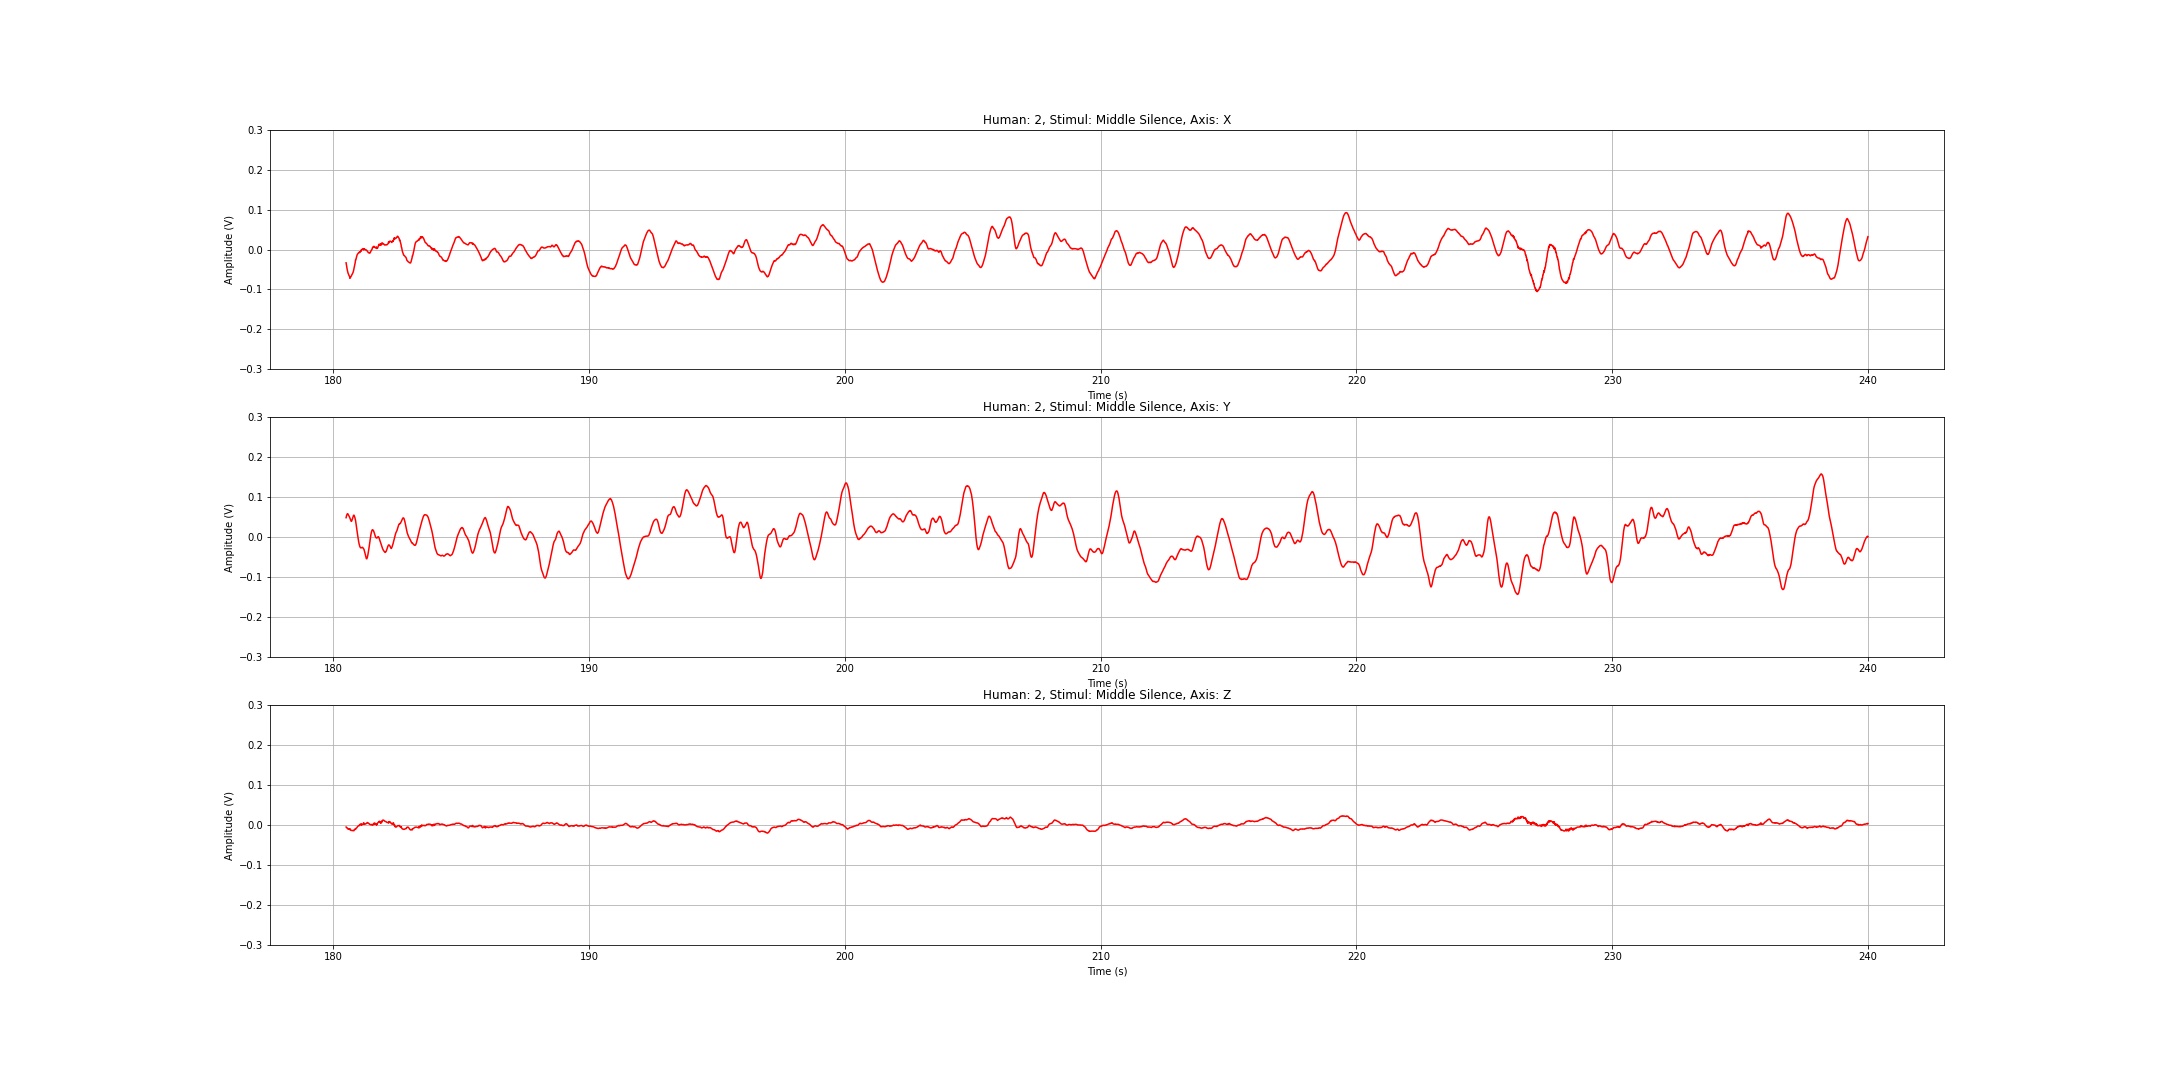 Human: 2, Stimul: Middle Silence, Axis: X
Amplitude (V)
0.3
0.2
0.1
0.0
−0.1
−0.2
−0.3
180 190 200 210 220 230 240
Time (s)
Human: 2, Stimul: Middle Silence, Axis: Y
Amplitude (V)
0.3
0.2
0.1
0.0
−0.1
−0.2
−0.3
180 190 200 210 220 230 240
Time (s)
Human: 2, Stimul: Middle Silence, Axis: Z
Amplitude (V)
0.3
0.2
0.1
0.0
−0.1
−0.2
−0.3
180 190 200 210 220 230 240
Time (s)